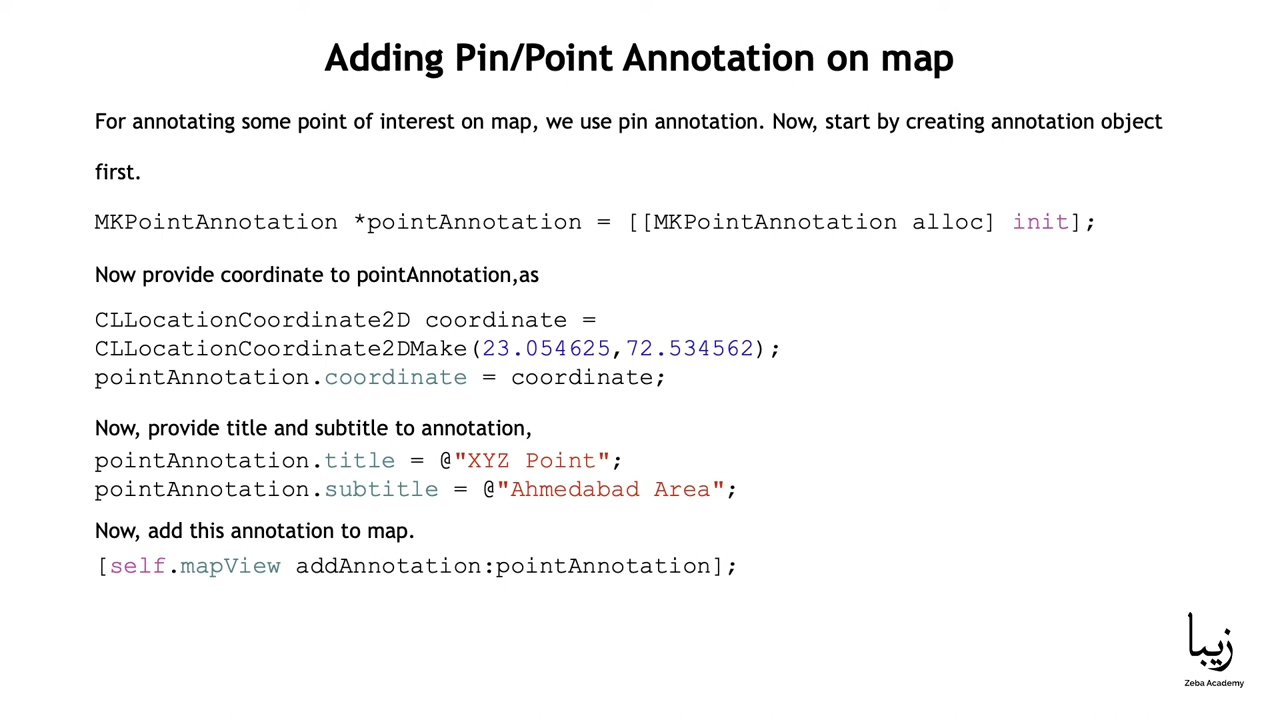 Adding Pin/Point Annotation on map
For annotating some point of interest on map, we use pin annotation. Now, start by creating annotation object
first.
MKPointAnnotation *pointAnnotation = [[MKPointAnnotation alloc] init];
Now provide coordinate to pointAnnotation,as
CLLocationCoordinate2D coordinate =
CLLocationCoordinate2DMake(23.054625,72.534562);
pointAnnotation.coordinate = coordinate;
Now, provide title and subtitle to annotation,
pointAnnotation.title = @"XYZ Point";
pointAnnotation.subtitle = @"Ahmedabad Area";
Now, add this annotation to map.
[self.mapView addAnnotation:pointAnnotation];
زیبا
Zeba Academy